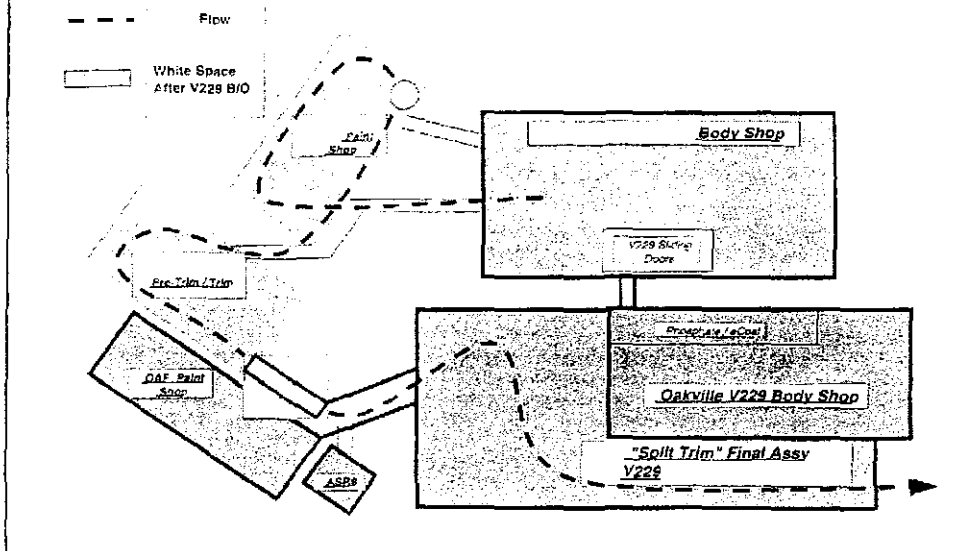 Flow
White Space
After V229 B/O
Paint
Shop
Body Shop
V229 Sliding
Doors
Pre-Trim / Trim
Phosphate / eCoat
OAF Paint
Shop
Oakville V229 Body Shop
"Split Trim" Final Assy
V229
ASRS